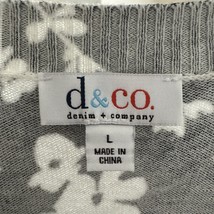 d&co.
denim + company
L
MADE IN
CHINA